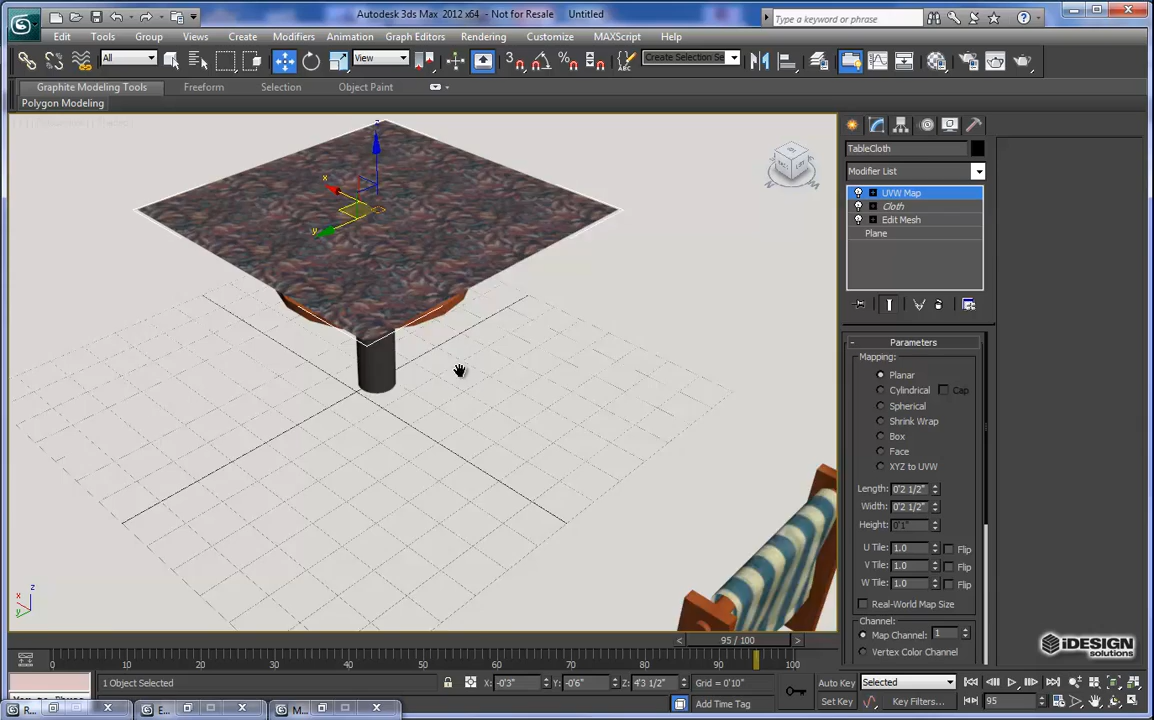 Autodesk 3ds Max 2012 x64 - Not for Resale Untitled
Type a keyword or phrase
Edit Tools Group Views Create Modifiers Animation Graph Editors Rendering Customize MAXScript Help
All View 3 Create Selection Se
Graphite Modeling Tools Freeform Selection Object Paint
Polygon Modeling
TableCloth
Modifier List
UVW Map
Cloth
Edit Mesh
Plane
Parameters
Mapping:
Planar
Cylindrical Cap
Spherical
Shrink Wrap
Box
Face
XYZ to UVW
Length: 0'2 1/2"
Width: 0'2 1/2"
Height: 0'1"
U Tile: 1.0 Flip
V Tile: 1.0 Flip
W Tile: 1.0 Flip
Real-World Map Size
Channel:
Map Channel: 1
Vertex Color Channel
z
x
y
z
x
y
iDESIGN
solutions
< 95 / 100 >
0 10 20 30 40 50 60 70 80 90 100
1 Object Selected X: -0'3" Y: -0'6" Z: 4'3 1/2" Grid = 0'10" Auto Key Selected
Add Time Tag Set Key Key Filters... 95
R... E... M...